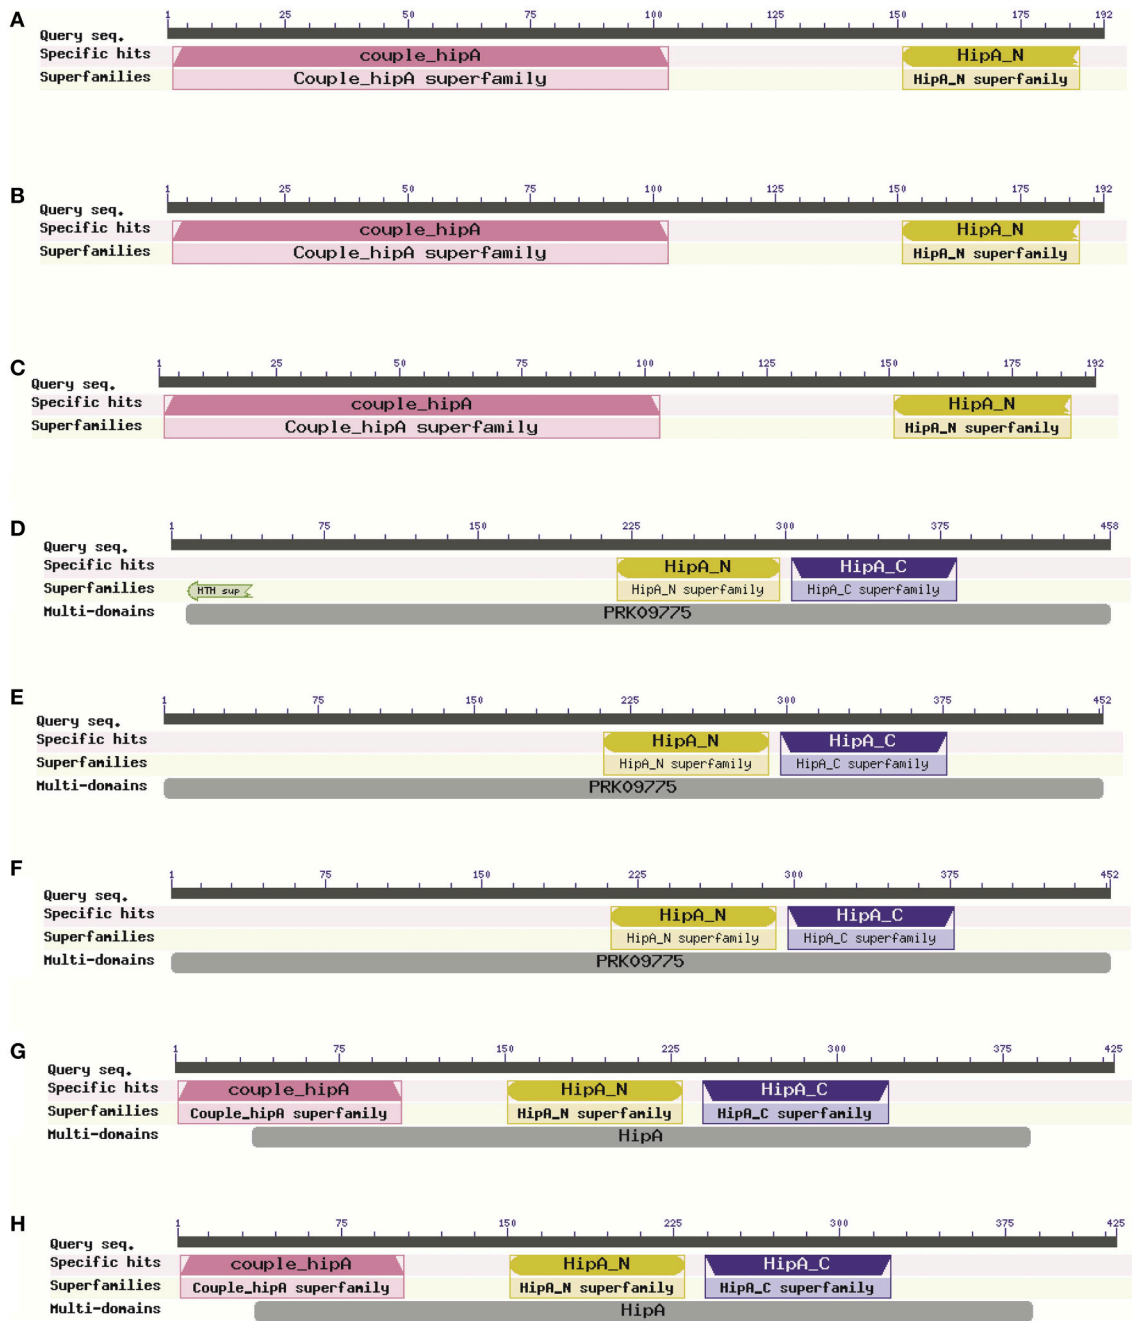 A
1 25 50 75 100 125 150 175 192
Query seq.
Specific hits couple_hipA HipA_N
Superfamilies Couple_hipA superfamily HipA_N superfamily
B
1 25 50 75 100 125 150 175 192
Query seq.
Specific hits couple_hipA HipA_N
Superfamilies Couple_hipA superfamily HipA_N superfamily
C
1 25 50 75 100 125 150 175 192
Query seq.
Specific hits couple_hipA HipA_N
Superfamilies Couple_hipA superfamily HipA_N superfamily
D
1 75 150 225 300 375 458
Query seq.
Specific hits HipA_N HipA_C
Superfamilies HTH sup HipA_N superfamily HipA_C superfamily
Multi-domains PRK09775
E
1 75 150 225 300 375 452
Query seq.
Specific hits HipA_N HipA_C
Superfamilies HipA_N superfamily HipA_C superfamily
Multi-domains PRK09775
F
1 75 150 225 300 375 452
Query seq.
Specific hits HipA_N HipA_C
Superfamilies HipA_N superfamily HipA_C superfamily
Multi-domains PRK09775
G
1 75 150 225 300 375 425
Query seq.
Specific hits couple_hipA HipA_N HipA_C
Superfamilies Couple_hipA superfamily HipA_N superfamily HipA_C superfamily
Multi-domains HipA
H
1 75 150 225 300 375 425
Query seq.
Specific hits couple_hipA HipA_N HipA_C
Superfamilies Couple_hipA superfamily HipA_N superfamily HipA_C superfamily
Multi-domains HipA